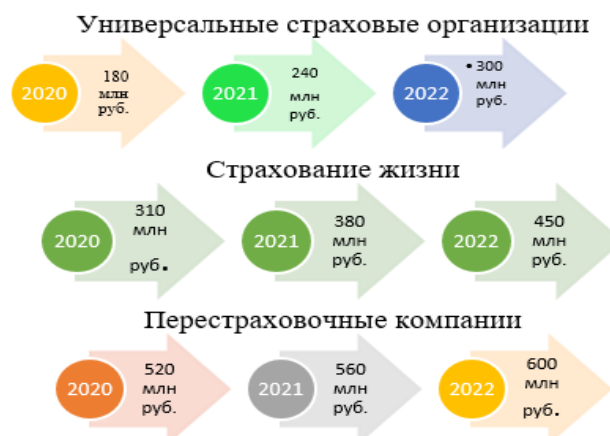 Универсальные страховые организации
2020
180
млн
руб.
2021
240
млн
руб.
2022
• 300
млн
руб.
Страхование жизни
2020
310
млн
руб.
2021
380
млн
руб.
2022
450
млн
руб.
Перестраховочные компании
2020
520
млн
руб.
2021
560
млн
руб.
2022
600
млн
руб.